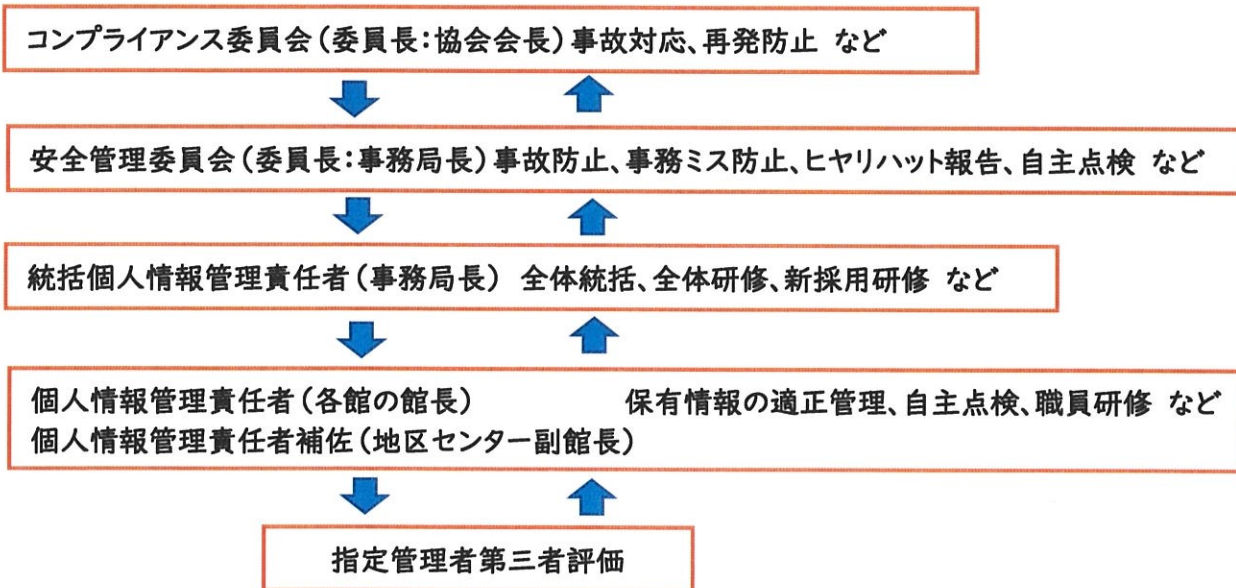 コンプライアンス委員会(委員長:協会会長)事故対応、再発防止 など
安全管理委員会(委員長:事務局長)事故防止、事務ミス防止、ヒヤリハット報告、自主点検 など
統括個人情報管理責任者(事務局長) 全体統括、全体研修、新採用研修 など
個人情報管理責任者(各館の館長) 保有情報の適正管理、自主点検、職員研修 など
個人情報管理責任者補佐(地区センター副館長)
指定管理者第三者評価